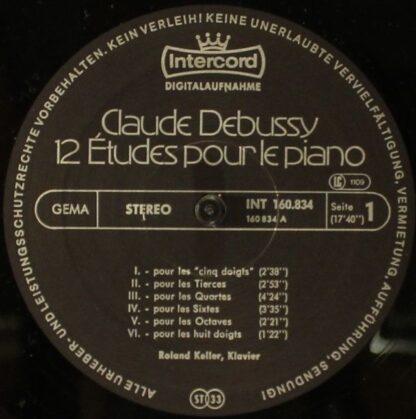 ALLE URHEBER- UND LEISTUNGSSCHUTZRECHTE VORBEHALTEN. KEIN VERLEIH! KEINE UNERLAUBTE VERVIELFÄLTIGUNG, VERMIETUNG, AUFFÜHRUNG, SENDUNG!
Intercord
DIGITALAUFNAHME
Claude Debussy
12 Études pour le piano
LC 1109
GEMA STEREO INT 160.834 Seite 1
160 834 A (17'40'')
I. - pour les "cinq doigts" (2'38'')
II. - pour les Tierces (2'53'')
III. - pour les Quartes (4'24'')
IV. - pour les Sixtes (3'35'')
V. - pour les Octaves (2'21'')
VI. - pour les huit doigts (1'22'')
Roland Keller, Klavier
ST 33